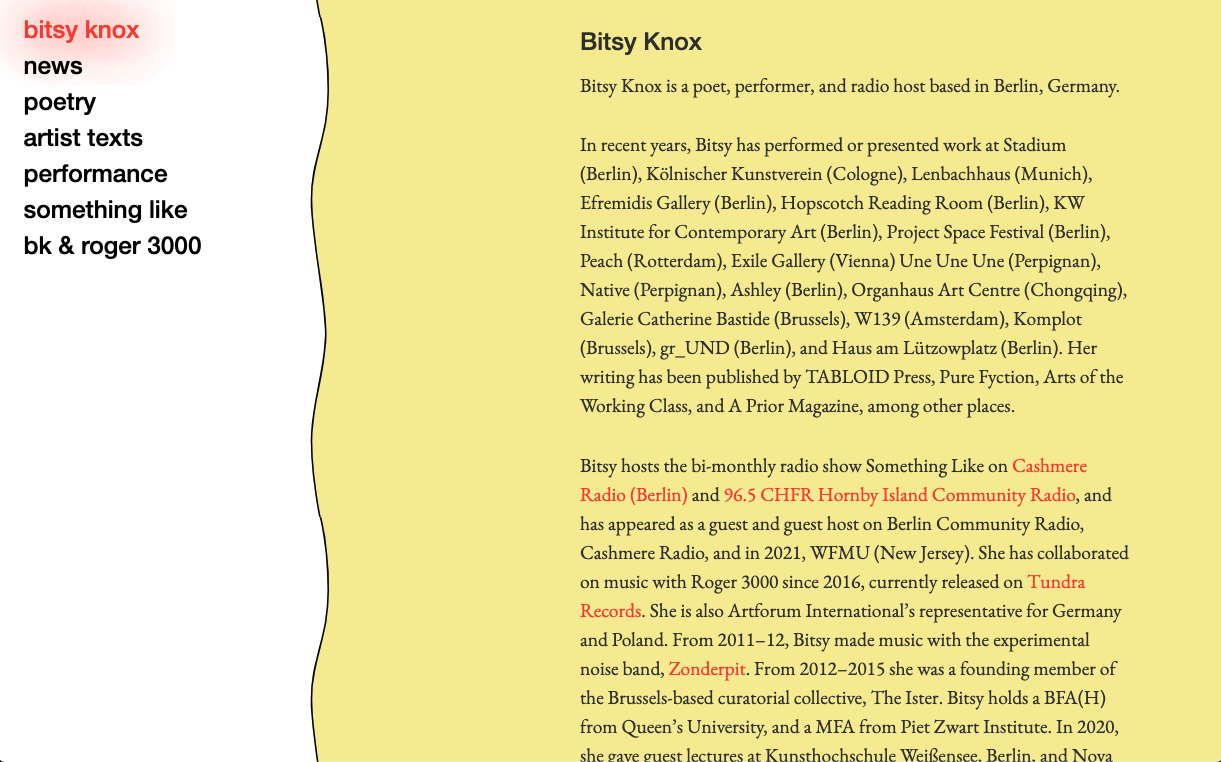 bitsy knox
news
poetry
artist texts
performance
something like
bk & roger 3000
Bitsy Knox
Bitsy Knox is a poet, performer, and radio host based in Berlin, Germany.
In recent years, Bitsy has performed or presented work at Stadium
(Berlin), Kölnischer Kunstverein (Cologne), Lenbachhaus (Munich),
Efremidis Gallery (Berlin), Hopscotch Reading Room (Berlin), KW
Institute for Contemporary Art (Berlin), Project Space Festival (Berlin),
Peach (Rotterdam), Exile Gallery (Vienna) Une Une Une (Perpignan),
Native (Perpignan), Ashley (Berlin), Organhaus Art Centre (Chongqing),
Galerie Catherine Bastide (Brussels), W139 (Amsterdam), Komplot
(Brussels), gr_UND (Berlin), and Haus am Lützowplatz (Berlin). Her
writing has been published by TABLOID Press, Pure Fyction, Arts of the
Working Class, and A Prior Magazine, among other places.
Bitsy hosts the bi-monthly radio show Something Like on Cashmere
Radio (Berlin) and 96.5 CHFR Hornby Island Community Radio, and
has appeared as a guest and guest host on Berlin Community Radio,
Cashmere Radio, and in 2021, WFMU (New Jersey). She has collaborated
on music with Roger 3000 since 2016, currently released on Tundra
Records. She is also Artforum International’s representative for Germany
and Poland. From 2011–12, Bitsy made music with the experimental
noise band, Zonderpit. From 2012–2015 she was a founding member of
the Brussels-based curatorial collective, The Ister. Bitsy holds a BFA(H)
from Queen’s University, and a MFA from Piet Zwart Institute. In 2020,
she gave guest lectures at Kunsthochschule Weißensee, Berlin, and Nova